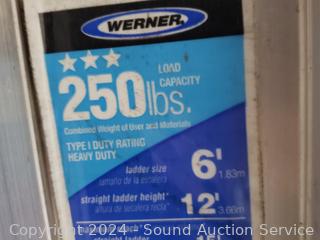 WERNER
LOAD
CAPACITY
250lbs.
Combined Weight of User and Materials
TYPE I DUTY RATING
HEAVY DUTY
ladder size 6'
tamaño de la escalera 1.83m
straight ladder height* 12'
altura de escalera recta* 3.66m
Copyright 2024 - Sound Auction Service